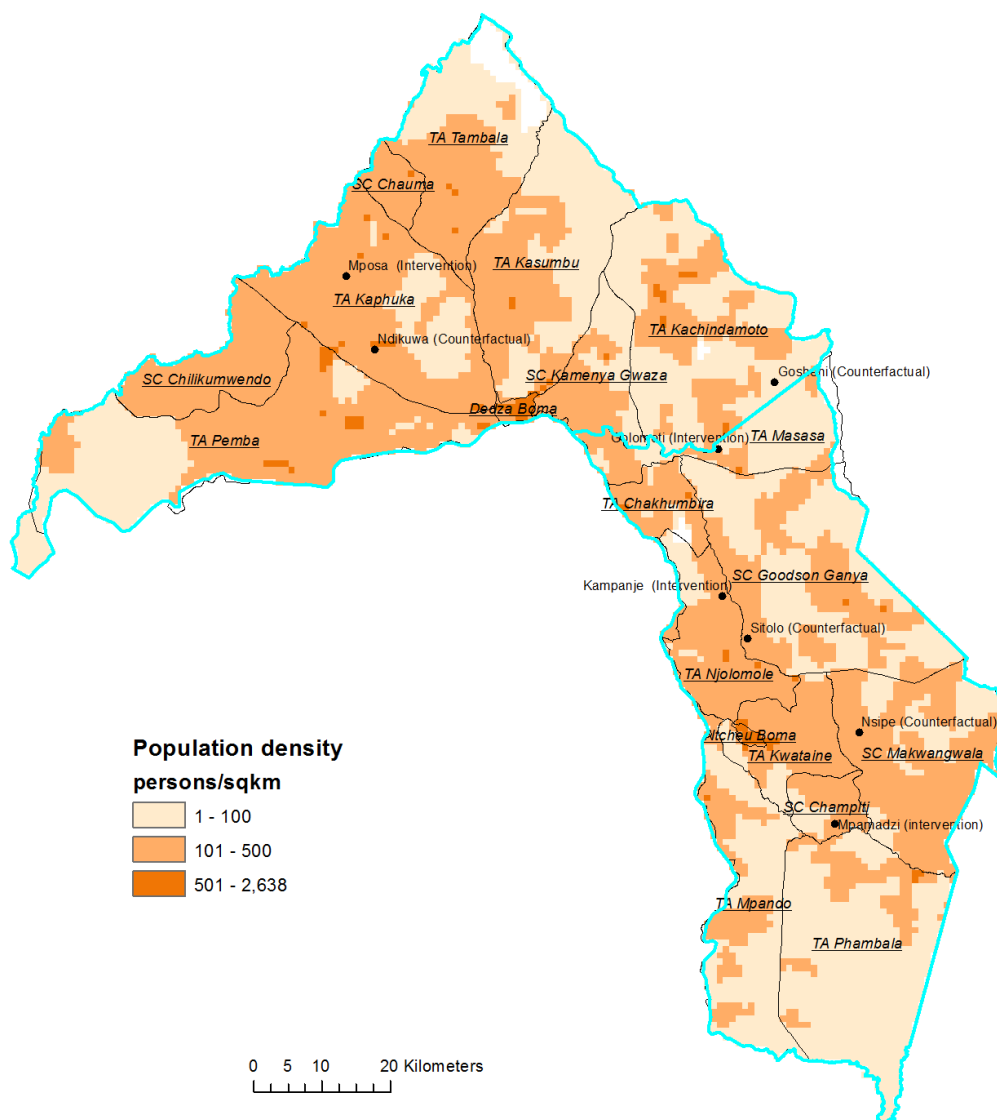 TA Tambala
SC Chauma
TA Kasumbu
Mposa (Intervention)
TA Kaphuka
TA Kachindamoto
Ndikuwa (Counterfactual)
SC Kamenya Gwaza
Gosheni (Counterfactual)
SC Chilikumwendo
Dedza Boma
TA Pemba
Golomoti (Intervention)
TA Masasa
TA Chakhumbira
SC Goodson Ganya
Kampanje (Intervention)
Sitolo (Counterfactual)
TA Njolomole
Nsipe (Counterfactual)
Ntcheu Boma
TA Kwataine
SC Makwangwala
SC Champiti
Mpamadzi (intervention)
TA Mpando
TA Phambala
Population density
persons/sqkm
1 - 100
101 - 500
501 - 2,638
0 5 10 20 Kilometers